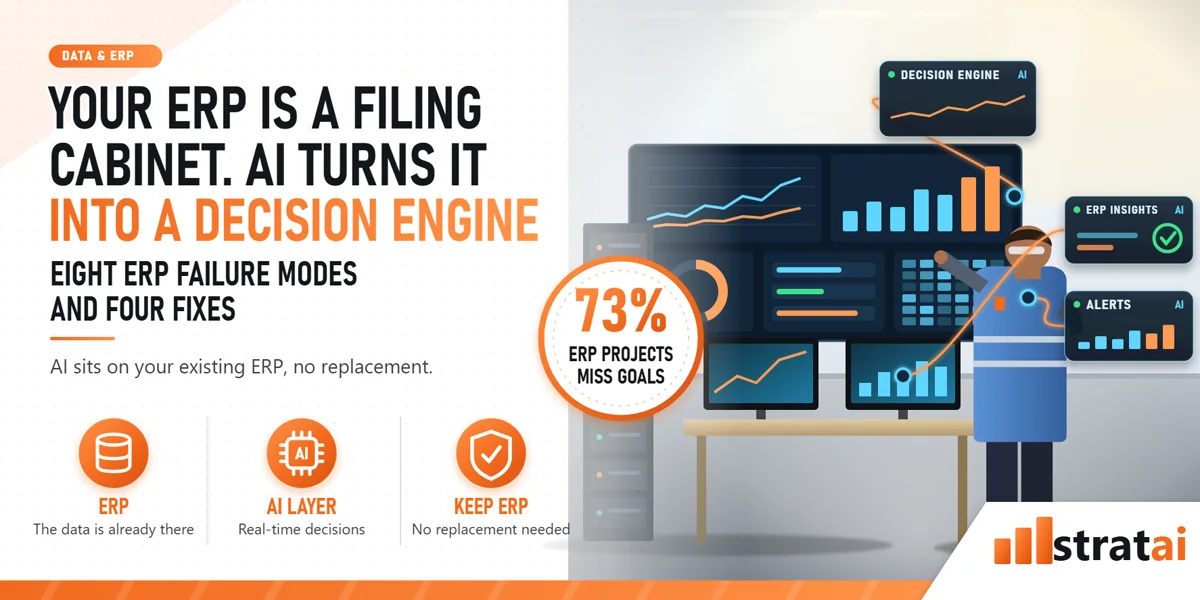 DATA & ERP
YOUR ERP IS A FILING
CABINET. AI TURNS IT
INTO A DECISION ENGINE
EIGHT ERP FAILURE MODES
AND FOUR FIXES
AI sits on your existing ERP, no replacement.
ERP
The data is already there
AI
AI LAYER
Real-time decisions
KEEP ERP
No replacement needed
73%
ERP PROJECTS
MISS GOALS
DECISION ENGINE AI
ERP INSIGHTS AI
ALERTS AI
stratai